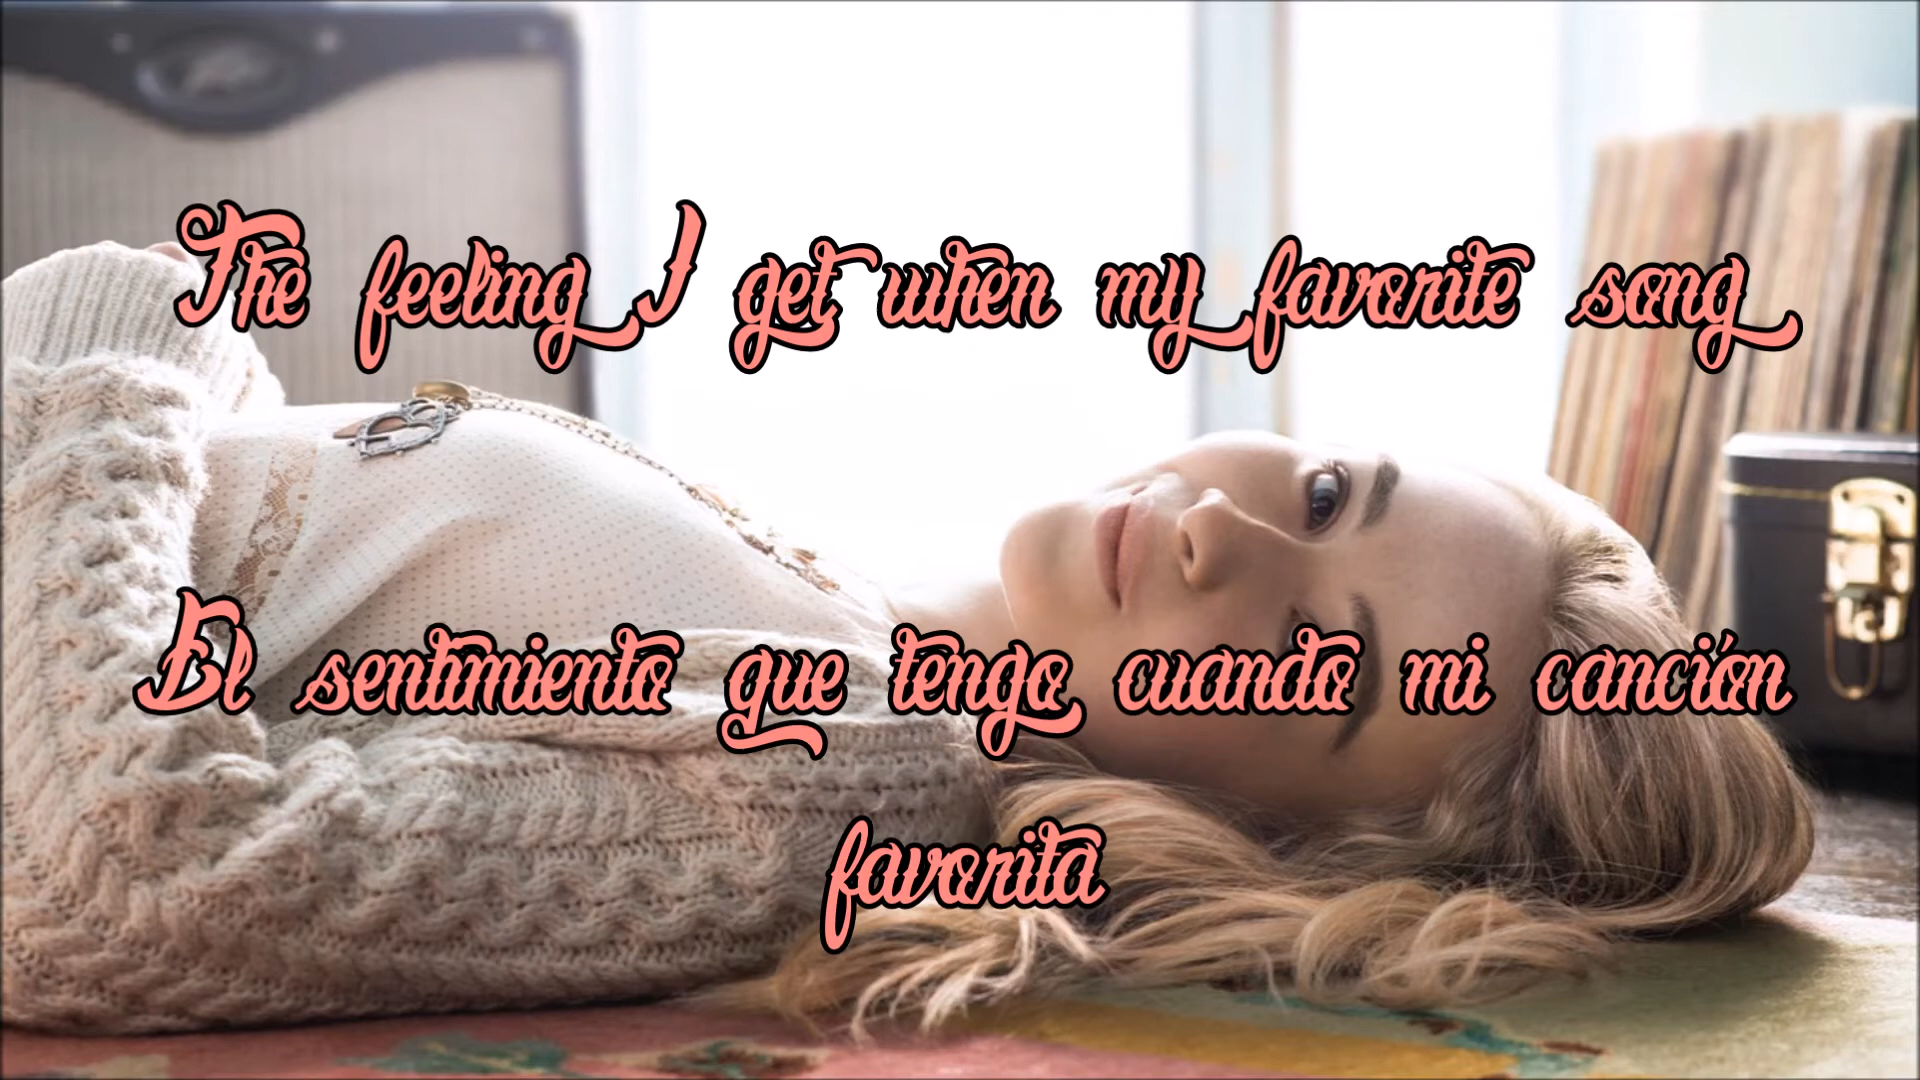 The feeling I get when my favorite song
El sentimiento que tengo cuando mi canción
favorita